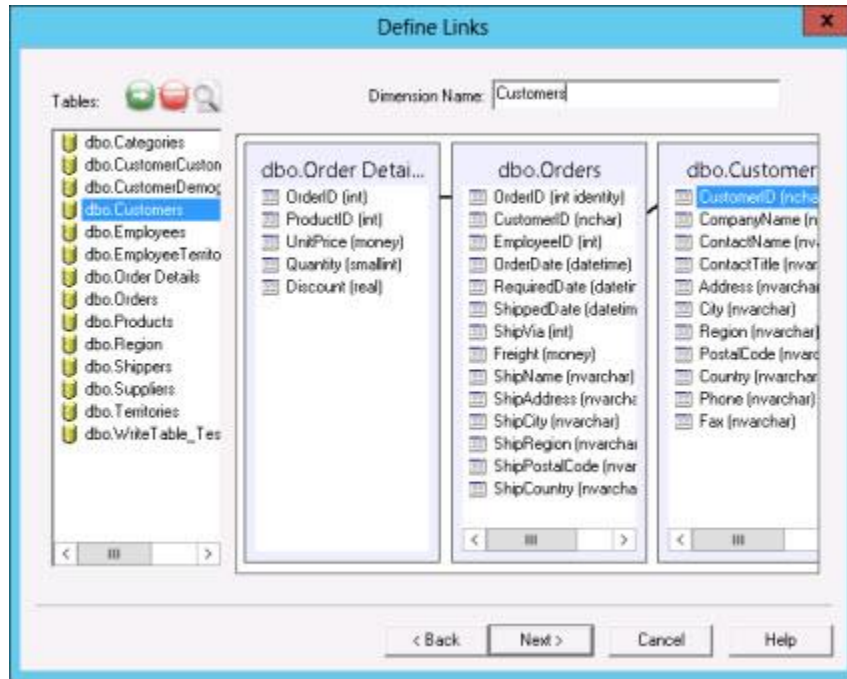 Define Links
Tables:
Dimension Name: Customers
dbo.Categories
dbo.CustomerCuston
dbo.CustomerDemog
dbo.Customers
dbo.Employees
dbo.EmployeeTerrito
dbo.Order Details
dbo.Orders
dbo.Products
dbo.Region
dbo.Shippers
dbo.Suppliers
dbo.Territories
dbo.WriteTable_Tes
dbo.Order Detai...
OrderID (int)
ProductID (int)
UnitPrice (money)
Quantity (smallint)
Discount (real)
dbo.Orders
OrderID (int identity)
CustomerID (nchar)
EmployeeID (int)
OrderDate (datetime)
RequiredDate (datetir
ShippedDate (datetim
ShipVia (int)
Freight (money)
ShipName (nvarchar)
ShipAddress (nvarcha
ShipCity (nvarchar)
ShipRegion (nvarchar
ShipPostalCode (nvar
ShipCountry (nvarcha
dbo.Customer
CustomerID (ncha
CompanyName (n
ContactName (nv
ContactTitle (nvar
Address (nvarchar
City (nvarchar)
Region (nvarchar)
PostalCode (nvarc
Country (nvarchar
Phone (nvarchar)
Fax (nvarchar)
< Back
Next >
Cancel
Help